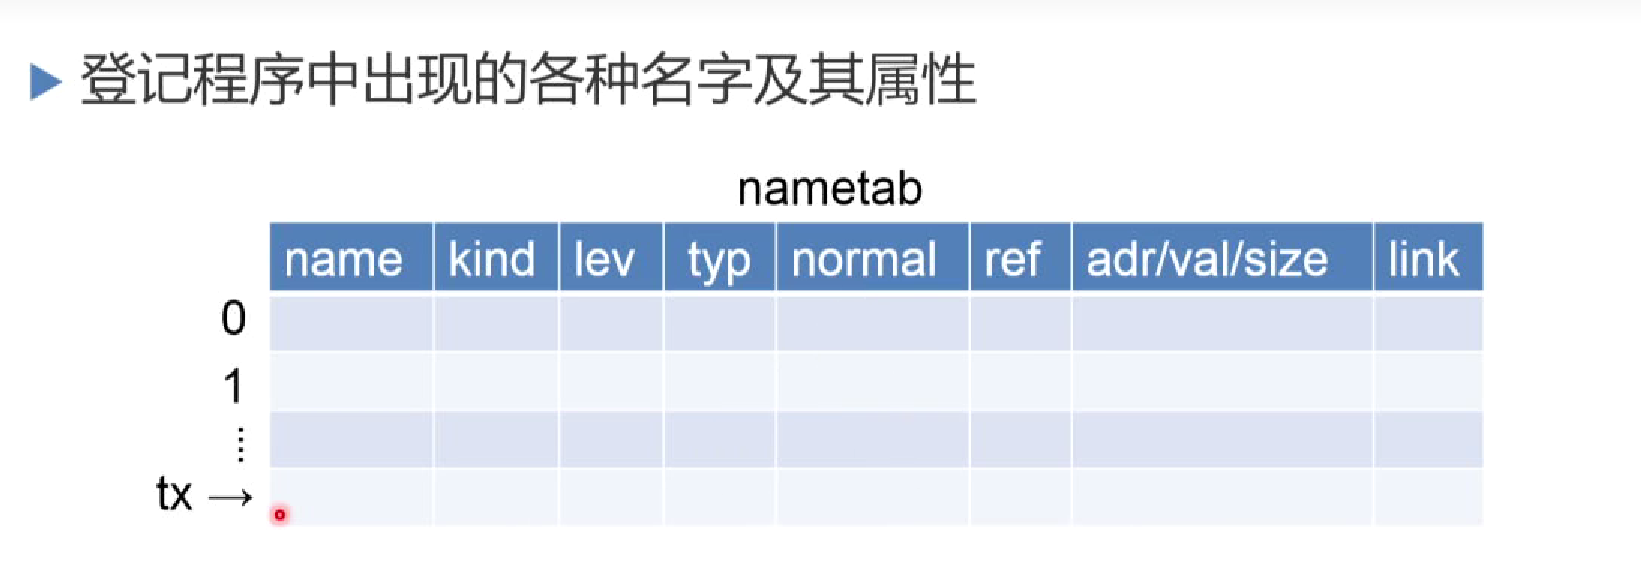 登记程序中出现的各种名字及其属性
nametab
name kind lev typ normal ref adr/val/size link
0
1
⋮
tx →